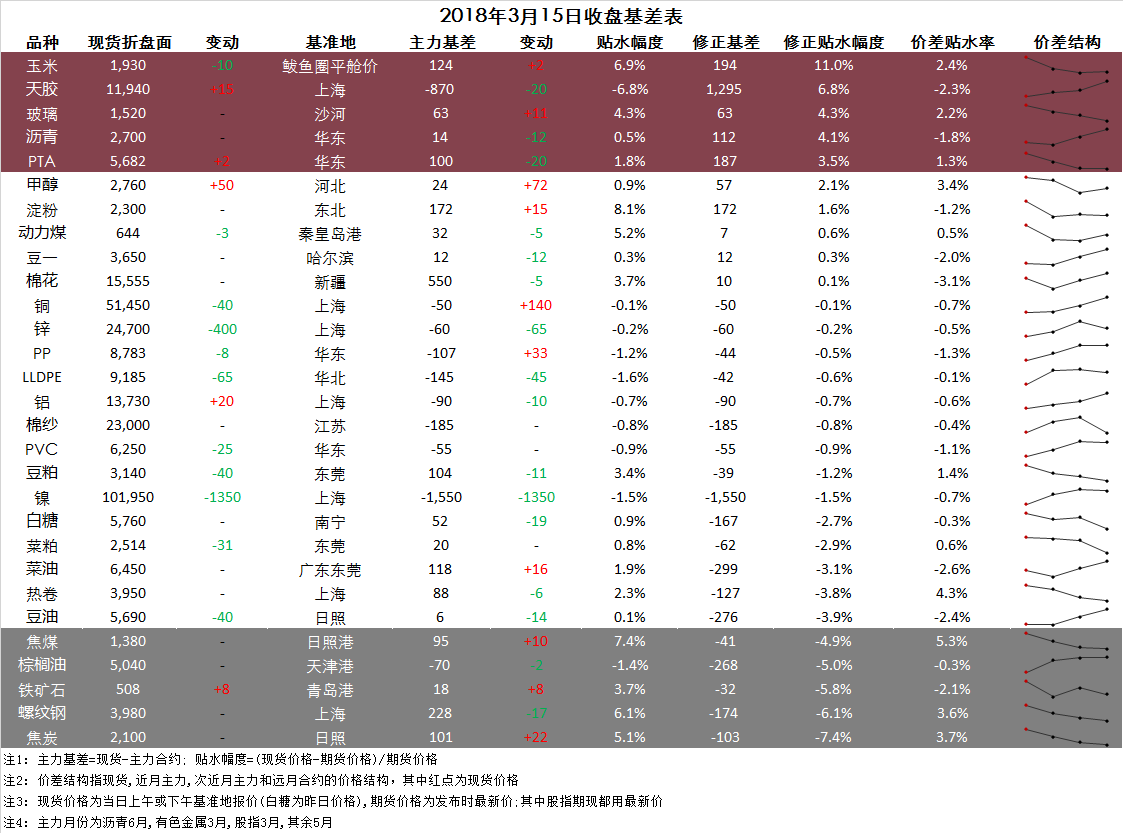 2018年3月15日收盘基差表
品种 现货折盘面 变动 基准地 主力基差 变动 贴水幅度 修正基差 修正贴水幅度 价差贴水率 价差结构
玉米 1,930 -10 鲅鱼圈平舱价 124 +2 6.9% 194 11.0% 2.4%
天胶 11,940 +15 上海 -870 -20 -6.8% 1,295 6.8% -2.3%
玻璃 1,520 - 沙河 63 +11 4.3% 63 4.3% 2.2%
沥青 2,700 - 华东 14 -12 0.5% 112 4.1% -1.8%
PTA 5,682 +2 华东 100 -20 1.8% 187 3.5% 1.3%
甲醇 2,760 +50 河北 24 +72 0.9% 57 2.1% 3.4%
淀粉 2,300 - 东北 172 +15 8.1% 172 1.6% -1.2%
动力煤 644 -3 秦皇岛港 32 -5 5.2% 7 0.6% 0.5%
豆一 3,650 - 哈尔滨 12 -12 0.3% 12 0.3% -2.0%
棉花 15,555 - 新疆 550 -5 3.7% 10 0.1% -3.1%
铜 51,450 -40 上海 -50 +140 -0.1% -50 -0.1% -0.7%
锌 24,700 -400 上海 -60 -65 -0.2% -60 -0.2% -0.5%
PP 8,783 -8 华东 -107 +33 -1.2% -44 -0.5% -1.3%
LLDPE 9,185 -65 华北 -145 -45 -1.6% -42 -0.6% -0.1%
铝 13,730 +20 上海 -90 -10 -0.7% -90 -0.7% -0.6%
棉纱 23,000 - 江苏 -185 - -0.8% -185 -0.8% -0.4%
PVC 6,250 -25 华东 -55 - -0.9% -55 -0.9% -1.1%
豆粕 3,140 -40 东莞 104 -11 3.4% -39 -1.2% 1.4%
镍 101,950 -1350 上海 -1,550 -1350 -1.5% -1,550 -1.5% -0.7%
白糖 5,760 - 南宁 52 -19 0.9% -167 -2.7% -0.3%
菜粕 2,514 -31 东莞 20 - 0.8% -62 -2.9% 0.6%
菜油 6,450 - 广东东莞 118 +16 1.9% -299 -3.1% -2.6%
热卷 3,950 - 上海 88 -6 2.3% -127 -3.8% 4.3%
豆油 5,690 -40 日照 6 -14 0.1% -276 -3.9% -2.4%
焦煤 1,380 - 日照港 95 +10 7.4% -41 -4.9% 5.3%
棕榈油 5,040 - 天津港 -70 -2 -1.4% -268 -5.0% -0.3%
铁矿石 508 +8 青岛港 18 +8 3.7% -32 -5.8% -2.1%
螺纹钢 3,980 - 上海 228 -17 6.1% -174 -6.1% 3.6%
焦炭 2,100 - 日照 101 +22 5.1% -103 -7.4% 3.7%
注1: 主力基差=现货-主力合约; 贴水幅度=(现货价格-期货价格)/期货价格
注2: 价差结构指现货,近月主力,次近月主力和远月合约的价格结构，其中红点为现货价格
注3: 现货价格为当日上午或下午基准地报价(白糖为昨日价格),期货价格为发布时最新价;其中股指期现都用最新价
注4: 主力月份为沥青6月,有色金属3月,股指3月,其余5月